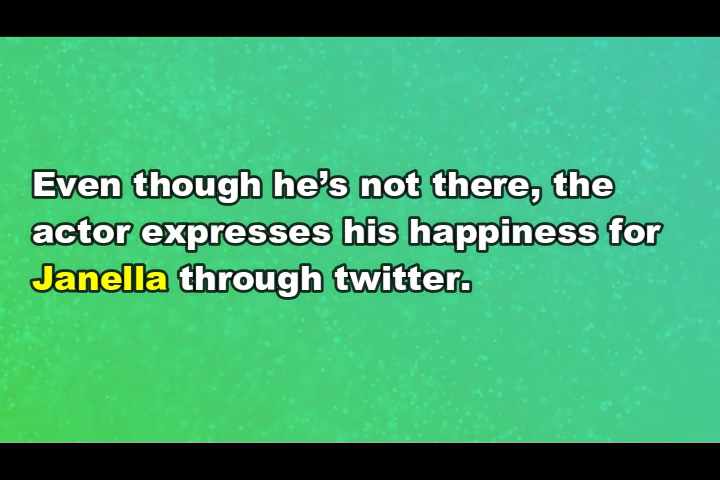 Even though he’s not there, the
actor expresses his happiness for
Janella through twitter.